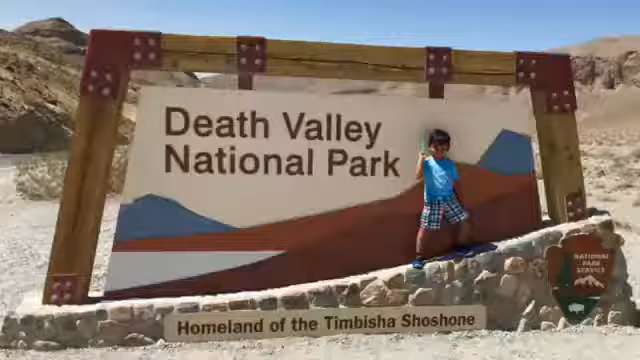 Death Valley
National Park
NATIONAL
PARK
SERVICE
Homeland of the Timbisha Shoshone